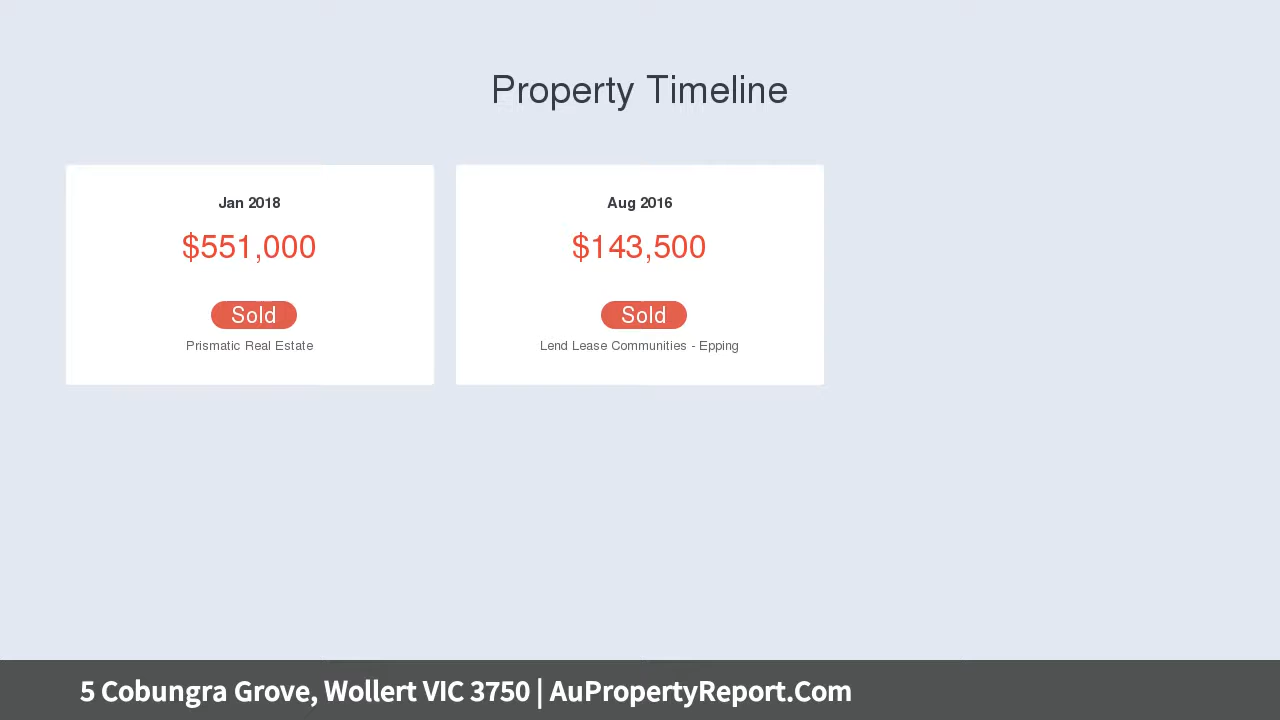 Property Timeline
Jan 2018
$551,000
Sold
Prismatic Real Estate
Aug 2016
$143,500
Sold
Lend Lease Communities - Epping
5 Cobungra Grove, Wollert VIC 3750 | AuPropertyReport.Com